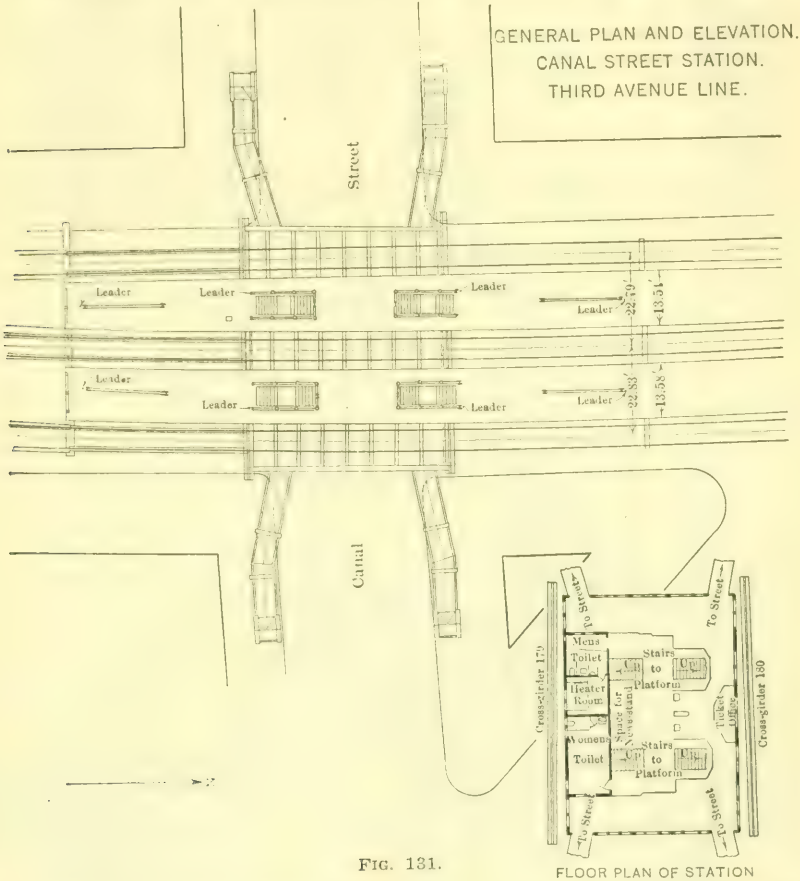 GENERAL PLAN AND ELEVATION.
CANAL STREET STATION.
THIRD AVENUE LINE.
Street
Leader
Leader
Leader
Leader
22.79'
13.51'
Leader
Leader
Leader
Leader
22.83'
13.58'
Canal
To Street
To Street
Mens
Toilet
Stairs
to
Platform
UP
UP
Heater
Room
Space for
News-stand
Ticket
Office
Womens
Toilet
Stairs
to
Platform
UP
UP
Cross-girder 179
Cross-girder 180
To Street
To Street
FIG. 131.
FLOOR PLAN OF STATION